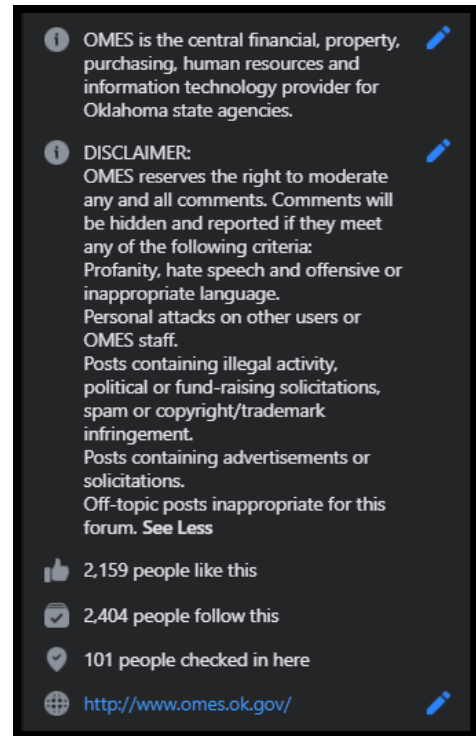 OMES is the central financial, property,
purchasing, human resources and
information technology provider for
Oklahoma state agencies.
DISCLAIMER:
OMES reserves the right to moderate
any and all comments. Comments will
be hidden and reported if they meet
any of the following criteria:
Profanity, hate speech and offensive or
inappropriate language.
Personal attacks on other users or
OMES staff.
Posts containing illegal activity,
political or fund-raising solicitations,
spam or copyright/trademark
infringement.
Posts containing advertisements or
solicitations.
Off-topic posts inappropriate for this
forum. See Less
2,159 people like this
2,404 people follow this
101 people checked in here
http://www.omes.ok.gov/